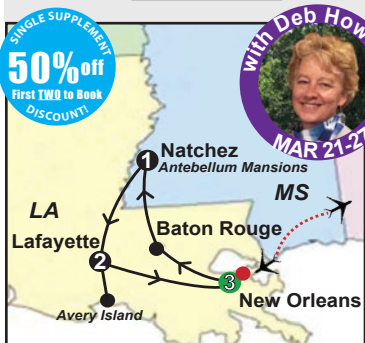 SINGLE SUPPLEMENT
50% off
First TWO to Book
DISCOUNT!
with Deb How
MAR 21-27
1
Natchez
Antebellum Mansions
MS
LA
Baton Rouge
Lafayette
2
3
New Orleans
Avery Island